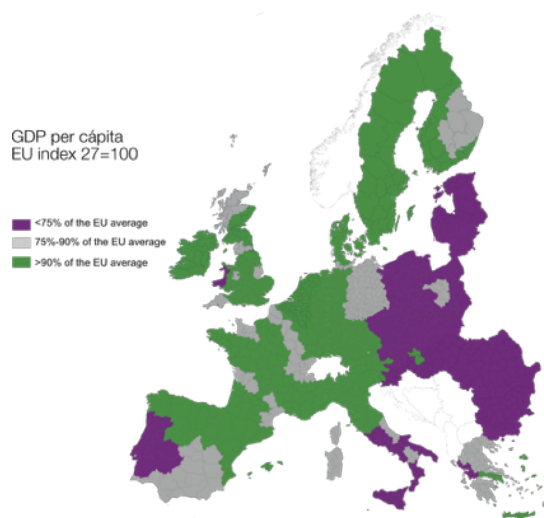 GDP per cápita
EU index 27=100
<75% of the EU average
75%-90% of the EU average
>90% of the EU average